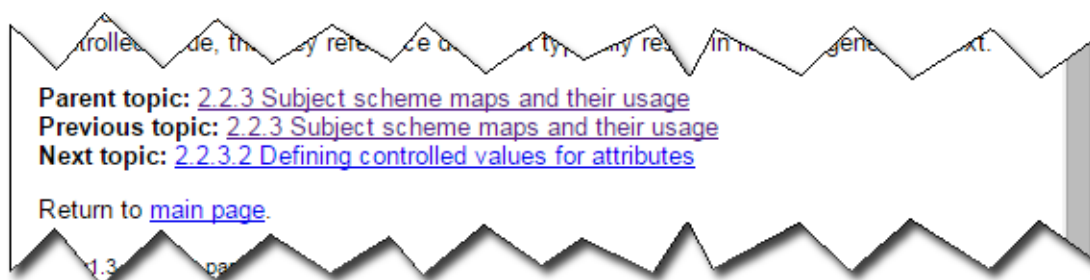 Parent topic: 2.2.3 Subject scheme maps and their usage
Previous topic: 2.2.3 Subject scheme maps and their usage
Next topic: 2.2.3.2 Defining controlled values for attributes
Return to main page.